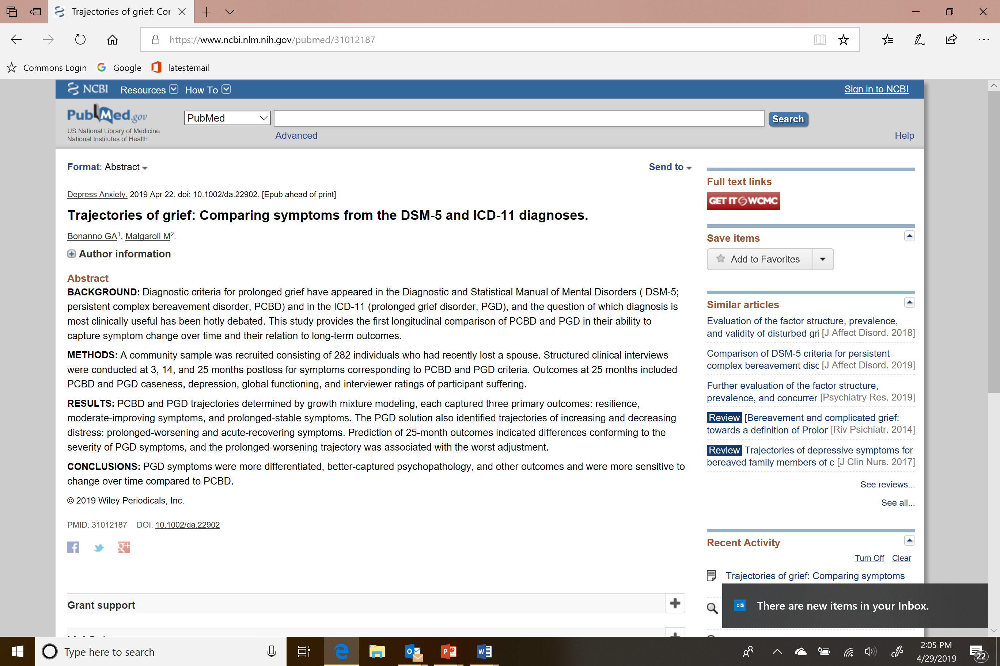 Trajectories of grief: Cor
https://www.ncbi.nlm.nih.gov/pubmed/31012187
Commons Login Google latestemail
NCBI Resources How To Sign in to NCBI
PubMed.gov
US National Library of Medicine
National Institutes of Health
PubMed Search
Advanced Help
Format: Abstract Send to
Depress Anxiety. 2019 Apr 22. doi: 10.1002/da.22902. [Epub ahead of print]
Trajectories of grief: Comparing symptoms from the DSM-5 and ICD-11 diagnoses.
Bonanno GA1, Malgaroli M2.
Author information
Abstract
BACKGROUND: Diagnostic criteria for prolonged grief have appeared in the Diagnostic and Statistical Manual of Mental Disorders ( DSM-5;
persistent complex bereavement disorder, PCBD) and in the ICD-11 (prolonged grief disorder, PGD), and the question of which diagnosis is
most clinically useful has been hotly debated. This study provides the first longitudinal comparison of PCBD and PGD in their ability to
capture symptom change over time and their relation to long-term outcomes.
METHODS: A community sample was recruited consisting of 282 individuals who had recently lost a spouse. Structured clinical interviews
were conducted at 3, 14, and 25 months postloss for symptoms corresponding to PCBD and PGD criteria. Outcomes at 25 months included
PCBD and PGD caseness, depression, global functioning, and interviewer ratings of participant suffering.
RESULTS: PCBD and PGD trajectories determined by growth mixture modeling, each captured three primary outcomes: resilience,
moderate-improving symptoms, and prolonged-stable symptoms. The PGD solution also identified trajectories of increasing and decreasing
distress: prolonged-worsening and acute-recovering symptoms. Prediction of 25-month outcomes indicated differences conforming to the
severity of PGD symptoms, and the prolonged-worsening trajectory was associated with the worst adjustment.
CONCLUSIONS: PGD symptoms were more differentiated, better-captured psychopathology, and other outcomes and were more sensitive to
change over time compared to PCBD.
© 2019 Wiley Periodicals, Inc.
PMID: 31012187 DOI: 10.1002/da.22902
Grant support
Full text links
GET IT WCMC
Save items
Add to Favorites
Similar articles
Evaluation of the factor structure, prevalence,
and validity of disturbed gri [J Affect Disord. 2018]
Comparison of DSM-5 criteria for persistent
complex bereavement disc [J Affect Disord. 2019]
Further evaluation of the factor structure,
prevalence, and concurrer [Psychiatry Res. 2019]
Review [Bereavement and complicated grief:
towards a definition of Prolor [Riv Psichiatr. 2014]
Review Trajectories of depressive symptoms for
bereaved family members of c [J Clin Nurs. 2017]
See reviews...
See all...
Recent Activity
Turn Off Clear
Trajectories of grief: Comparing symptoms
There are new items in your Inbox.
Type here to search
2:05 PM
4/29/2019
22